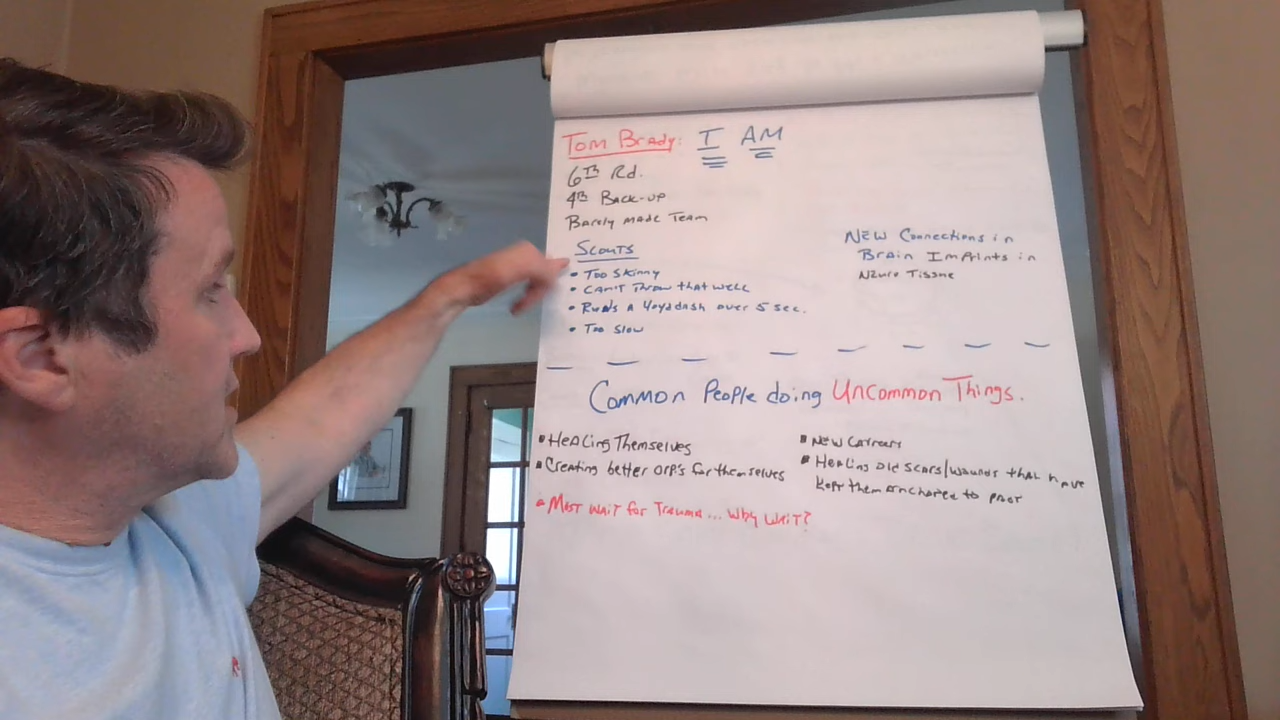 Tom Brady: I AM
6TH Rd.
4th Back-up
Barely made Team
Scouts
• Too skinny
• Can't Throw that well
• Runs a 40yd dash over 5 sec.
• Too slow
New Connections in
Brain Imprints in
Neuro Tissue
Common People doing Uncommon Things.
▪ Healing Themselves
▪ Creating better orp's for themselves
▪ Most wait for Trauma... Why Wait?
▪ New Careers
▪ Healing old scars/wounds that have
kept them anchored to past